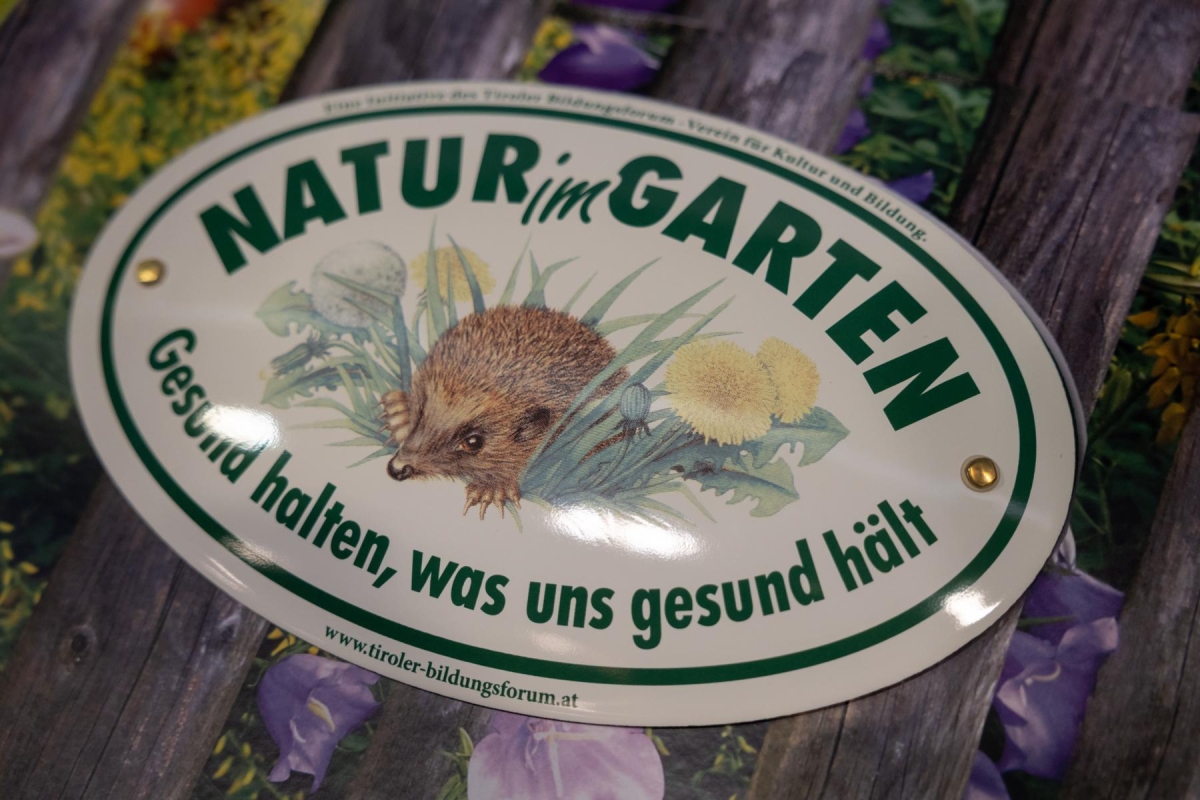 Eine Initiative des Tiroler Bildungsforum - Verein für Kultur und Bildung.
NATUR im GARTEN
Gesund halten, was uns gesund hält
www.tiroler-bildungsforum.at